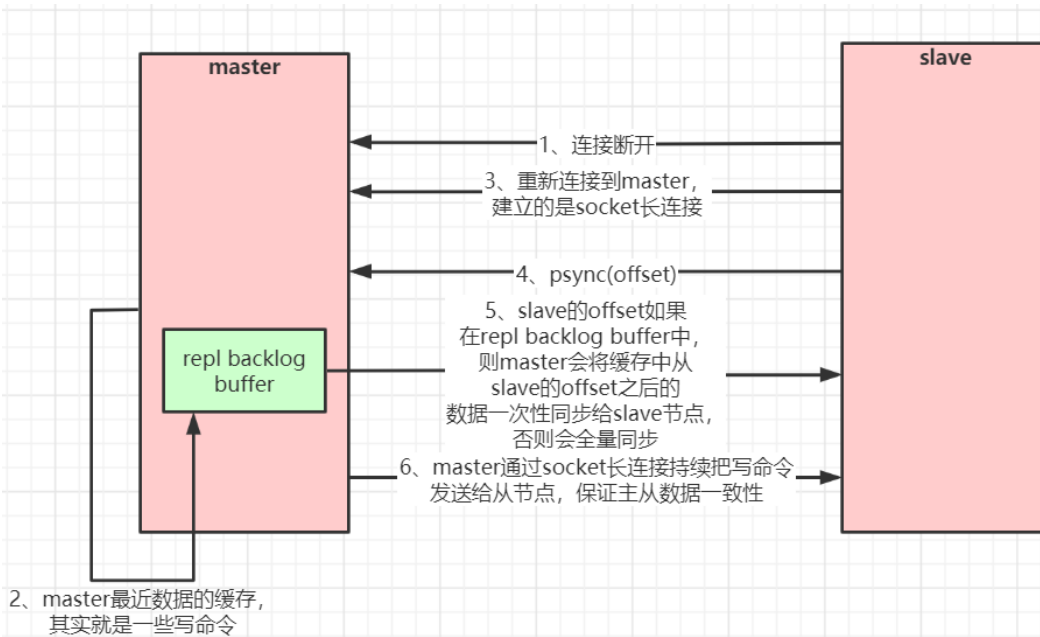 master
slave
1、连接断开
3、重新连接到master，
建立的是socket长连接
4、psync(offset)
5、slave的offset如果
在repl backlog buffer中，
则master会将缓存中从
slave的offset之后的
数据一次性同步给slave节点，
否则会全量同步
repl backlog
buffer
6、master通过socket长连接持续把写命令
发送给从节点，保证主从数据一致性
2、master最近数据的缓存，
其实就是一些写命令